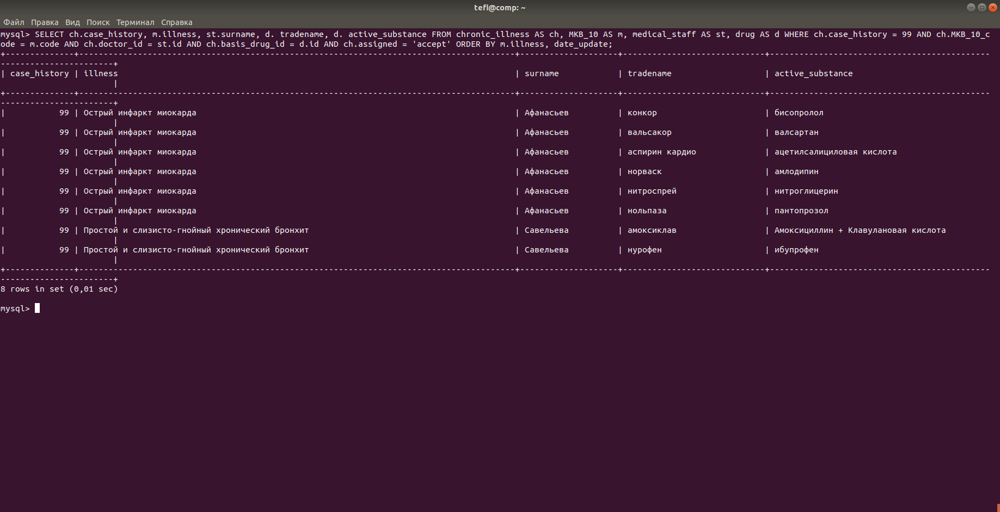 tefi@comp: ~
Файл Правка Вид Поиск Терминал Справка
mysql> SELECT ch.case_history, m.illness, st.surname, d. tradename, d. active_substance FROM chronic_illness AS ch, MKB_10 AS m, medical_staff AS st, drug AS d WHERE ch.case_history = 99 AND ch.MKB_10_c
ode = m.code AND ch.doctor_id = st.id AND ch.basis_drug_id = d.id AND ch.assigned = 'accept' ORDER BY m.illness, date_update;
| case_history | illness | surname | tradename | active_substance
|
| 99 | Острый инфаркт миокарда | Афанасьев | конкор | бисопролол
|
| 99 | Острый инфаркт миокарда | Афанасьев | вальсакор | валсартан
|
| 99 | Острый инфаркт миокарда | Афанасьев | аспирин кардио | ацетилсалициловая кислота
|
| 99 | Острый инфаркт миокарда | Афанасьев | норваск | амлодипин
|
| 99 | Острый инфаркт миокарда | Афанасьев | нитроспрей | нитроглицерин
|
| 99 | Острый инфаркт миокарда | Афанасьев | нольпаза | пантопрозол
|
| 99 | Простой и слизисто-гнойный хронический бронхит | Савельева | амоксиклав | Амоксициллин + Клавулановая кислота
|
| 99 | Простой и слизисто-гнойный хронический бронхит | Савельева | нурофен | ибупрофен
|
8 rows in set (0,01 sec)
mysql>